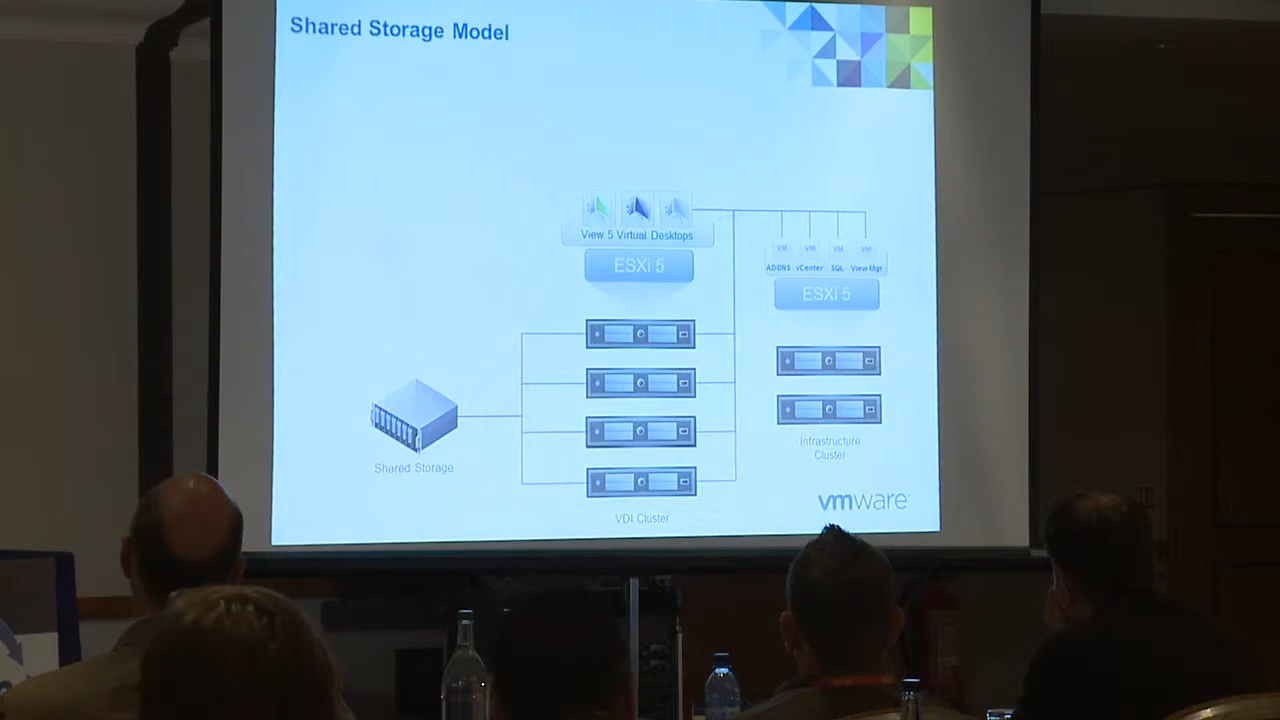 Shared Storage Model
View 5 Virtual Desktops
ESXi 5
VM VM VM VM
AD/DNS vCenter SQL View Mgr
ESXi 5
Infrastructure
Cluster
Shared Storage
VDI Cluster
vmware